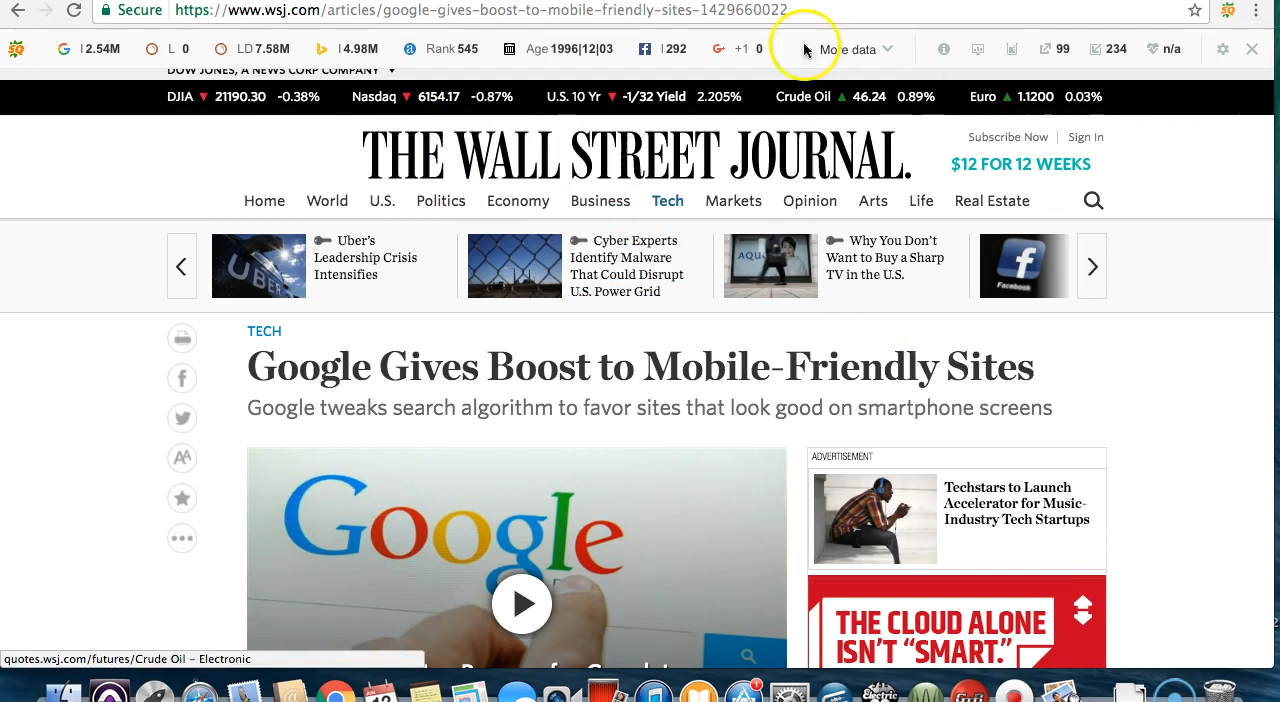 Secure https://www.wsj.com/articles/google-gives-boost-to-mobile-friendly-sites-1429660022
SQ I 2.54M L 0 LD 7.58M I 4.98M a Rank 545 Age 1996|12|03 I 292 +1 0 More data 99 234 n/a
DOW JONES, A NEWS CORP COMPANY
DJIA 21190.30 -0.38% Nasdaq 6154.17 -0.87% U.S. 10 Yr -1/32 Yield 2.205% Crude Oil 46.24 0.89% Euro 1.1200 0.03%
THE WALL STREET JOURNAL.
Subscribe Now Sign In
$12 FOR 12 WEEKS
Home World U.S. Politics Economy Business Tech Markets Opinion Arts Life Real Estate
UBER
Uber's
Leadership Crisis
Intensifies
Cyber Experts
Identify Malware
That Could Disrupt
U.S. Power Grid
AQU
Why You Don't
Want to Buy a Sharp
TV in the U.S.
f
Facebook
TECH
Google Gives Boost to Mobile-Friendly Sites
Google tweaks search algorithm to favor sites that look good on smartphone screens
AA
Google
ADVERTISEMENT
Techstars to Launch
Accelerator for Music-
Industry Tech Startups
THE CLOUD ALONE
ISN'T "SMART."
quotes.wsj.com/futures/Crude Oil – Electronic